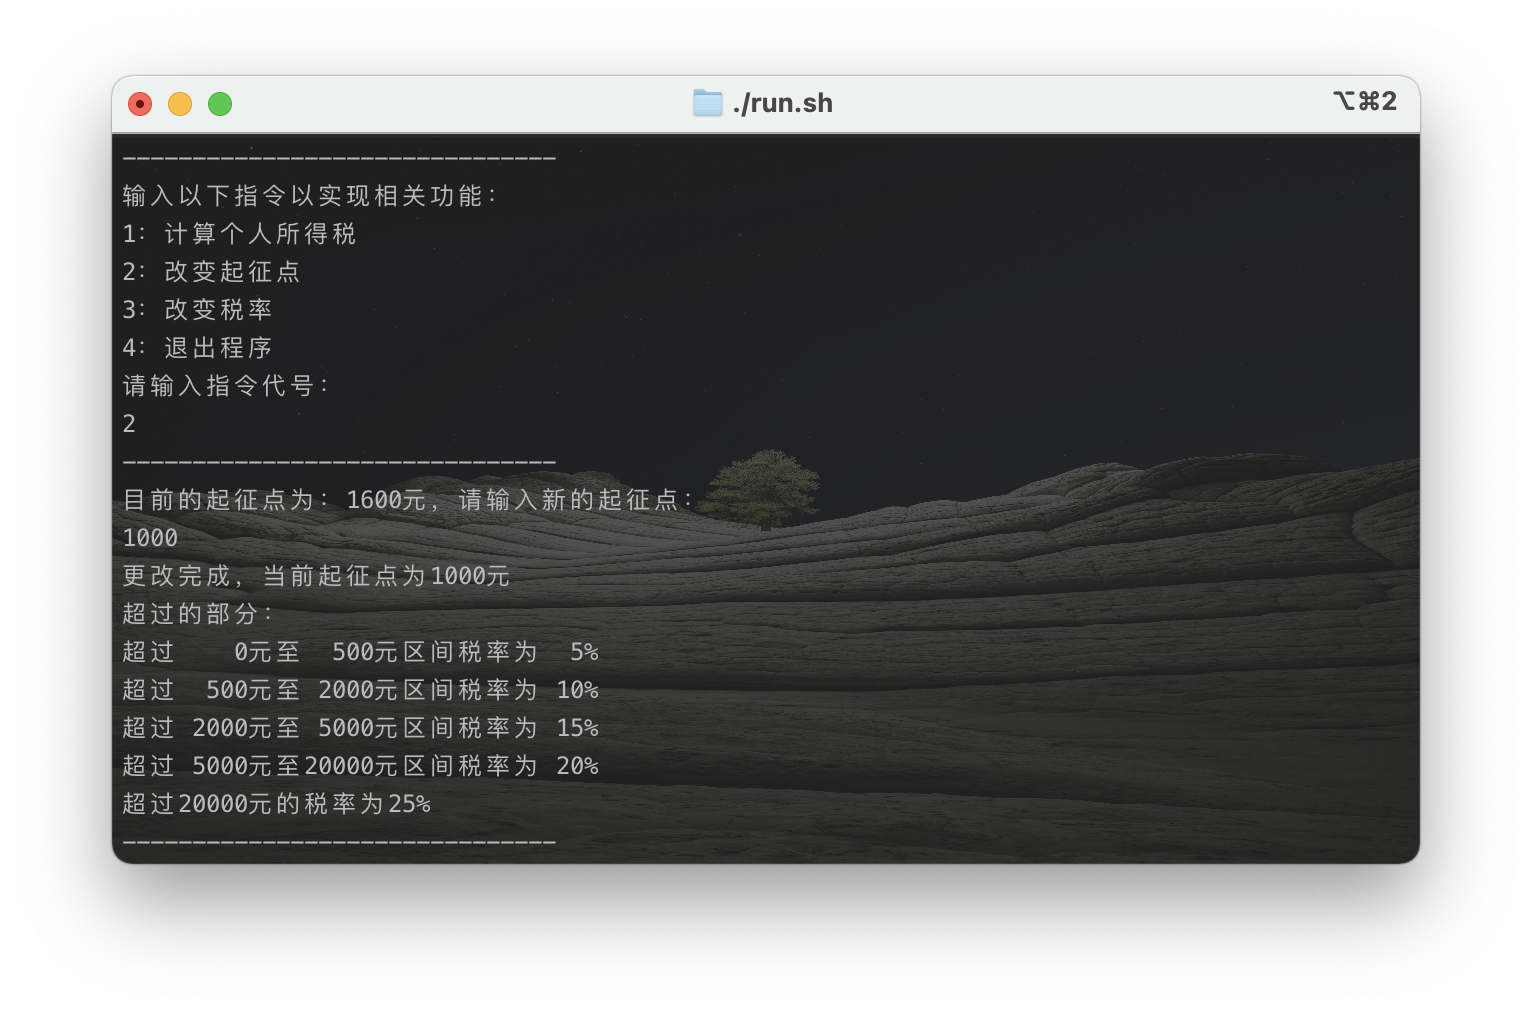 ./run.sh
⌥⌘2
-------------------------------
输入以下指令以实现相关功能：
1：计算个人所得税
2：改变起征点
3：改变税率
4：退出程序
请输入指令代号：
2
-------------------------------
目前的起征点为：1600元，请输入新的起征点：
1000
更改完成，当前起征点为1000元
超过的部分：
超过    0元至  500元区间税率为  5%
超过  500元至 2000元区间税率为 10%
超过 2000元至 5000元区间税率为 15%
超过 5000元至20000元区间税率为 20%
超过20000元的税率为25%
-------------------------------